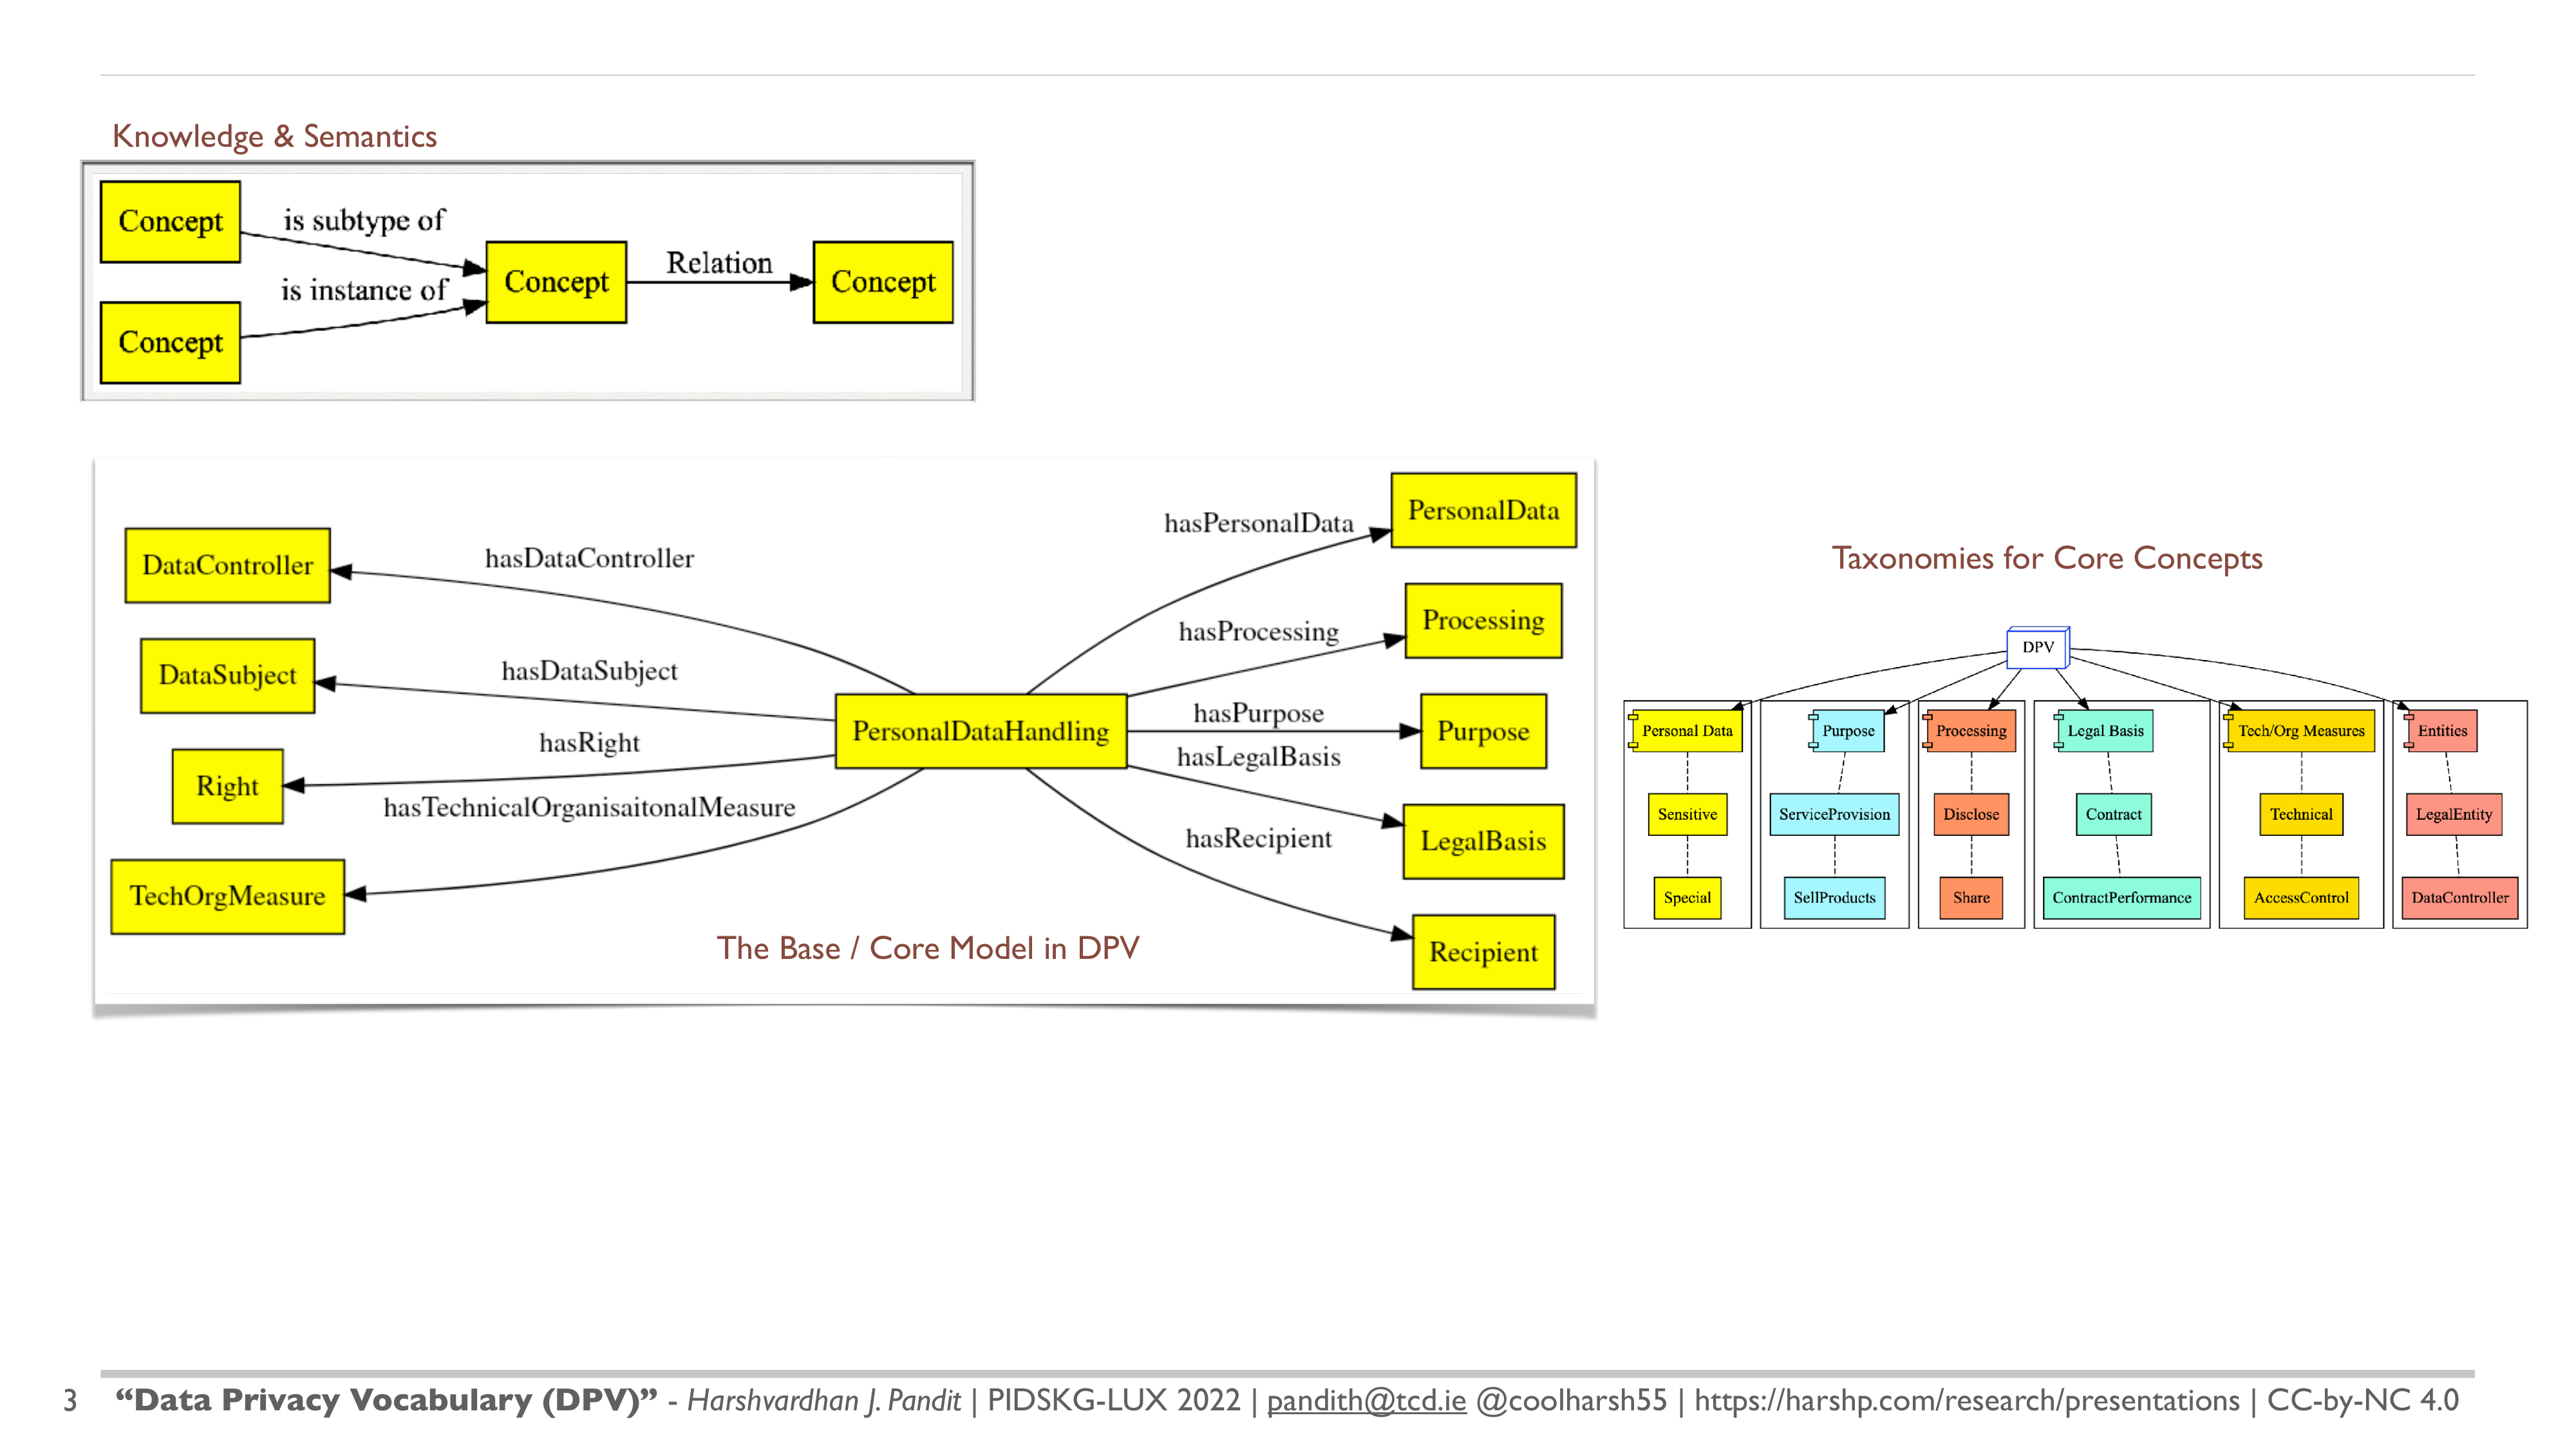 Knowledge & Semantics
Concept
is subtype of
Concept
Relation
Concept
is instance of
Concept
hasPersonalData
PersonalData
DataController
hasDataController
hasProcessing
Processing
DataSubject
hasDataSubject
PersonalDataHandling
hasPurpose
Purpose
hasRight
Right
hasLegalBasis
LegalBasis
hasTechnicalOrganisaitonalMeasure
TechOrgMeasure
hasRecipient
Recipient
The Base / Core Model in DPV
Taxonomies for Core Concepts
DPV
Personal Data
Purpose
Processing
Legal Basis
Tech/Org Measures
Entities
Sensitive
ServiceProvision
Disclose
Contract
Technical
LegalEntity
Special
SellProducts
Share
ContractPerformance
AccessControl
DataController
3 “Data Privacy Vocabulary (DPV)” - Harshvardhan J. Pandit | PIDSKG-LUX 2022 | pandith@tcd.ie @coolharsh55 | https://harshp.com/research/presentations | CC-by-NC 4.0